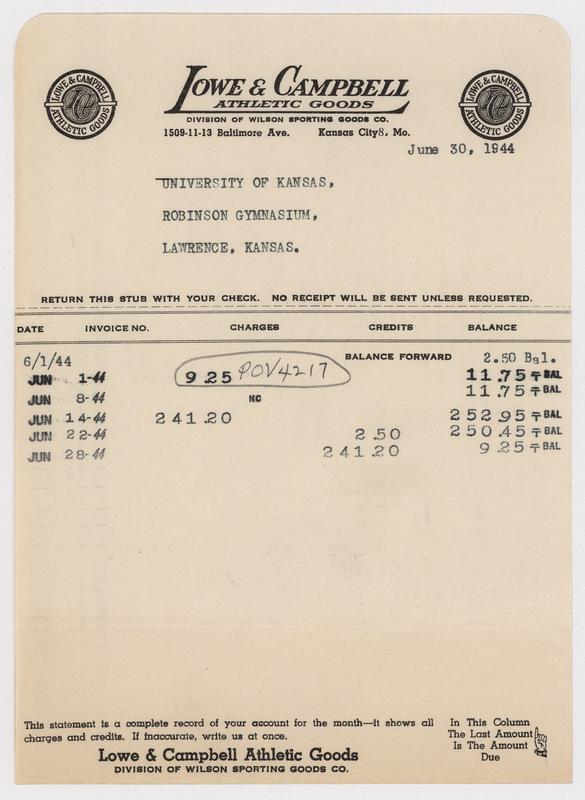 LOWE & CAMPBELL ATHLETIC GOODS
LOWE & CAMPBELL
ATHLETIC GOODS
DIVISION OF WILSON SPORTING GOODS CO.
1509-11-13 Baltimore Ave. Kansas City 8, Mo.
LOWE & CAMPBELL ATHLETIC GOODS
June 30, 1944
UNIVERSITY OF KANSAS,
ROBINSON GYMNASIUM,
LAWRENCE, KANSAS.
RETURN THIS STUB WITH YOUR CHECK. NO RECEIPT WILL BE SENT UNLESS REQUESTED.
DATE INVOICE NO. CHARGES CREDITS BALANCE
6/1/44 BALANCE FORWARD 2.50 Bal.
JUN 1-44 9.25 POV4217 11.75 T BAL
JUN 8-44 NC 11.75 T BAL
JUN 14-44 241.20 252.95 T BAL
JUN 22-44 2.50 250.45 T BAL
JUN 28-44 241.20 9.25 T BAL
This statement is a complete record of your account for the month—it shows all
charges and credits. If inaccurate, write us at once.
Lowe & Campbell Athletic Goods
DIVISION OF WILSON SPORTING GOODS CO.
In This Column
The Last Amount
Is The Amount
Due